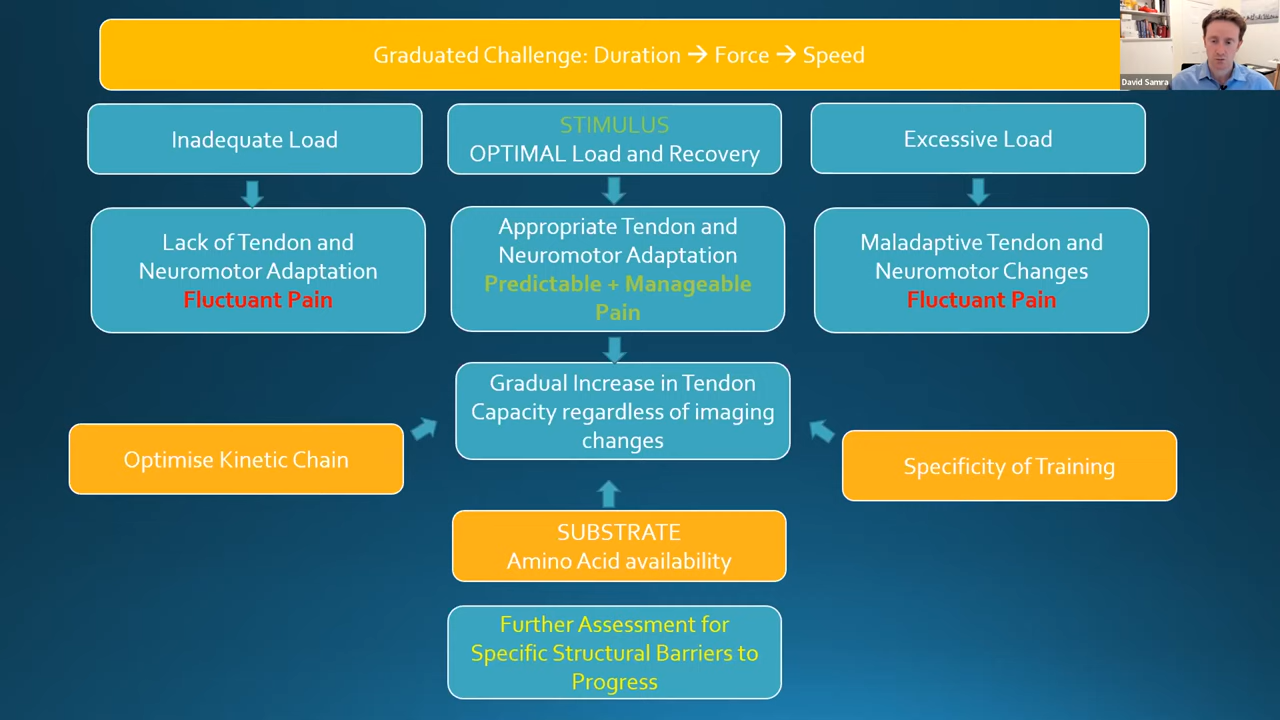 Graduated Challenge: Duration → Force → Speed
David Samra
Inadequate Load
STIMULUS
OPTIMAL Load and Recovery
Excessive Load
Lack of Tendon and
Neuromotor Adaptation
Fluctuant Pain
Appropriate Tendon and
Neuromotor Adaptation
Predictable + Manageable
Pain
Maladaptive Tendon and
Neuromotor Changes
Fluctuant Pain
Gradual Increase in Tendon
Capacity regardless of imaging
changes
Optimise Kinetic Chain
Specificity of Training
SUBSTRATE
Amino Acid availability
Further Assessment for
Specific Structural Barriers to
Progress